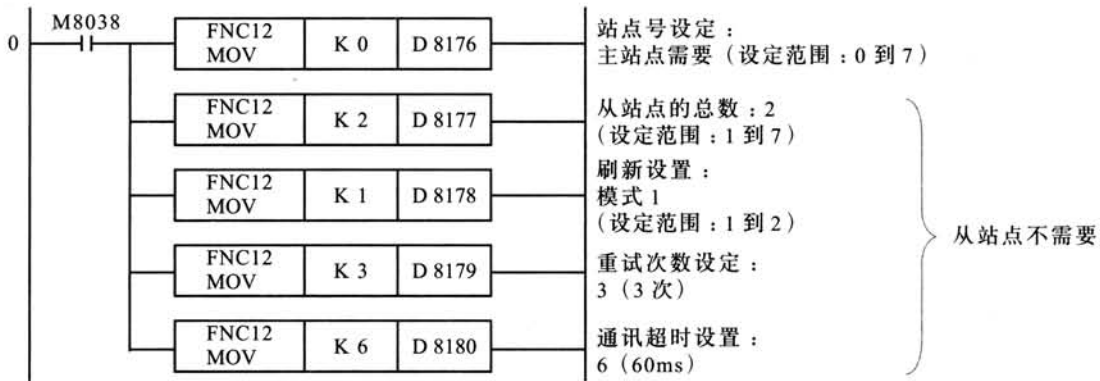 M8038
0
FNC12
MOV
K 0
D 8176
站点号设定：
主站点需要（设定范围：0 到 7）
FNC12
MOV
K 2
D 8177
从站点的总数：2
（设定范围：1 到 7）
FNC12
MOV
K 1
D 8178
刷新设置：
模式 1
（设定范围：1 到 2）
FNC12
MOV
K 3
D 8179
重试次数设定：
3（3 次）
FNC12
MOV
K 6
D 8180
通讯超时设置：
6（60ms）
从站点不需要